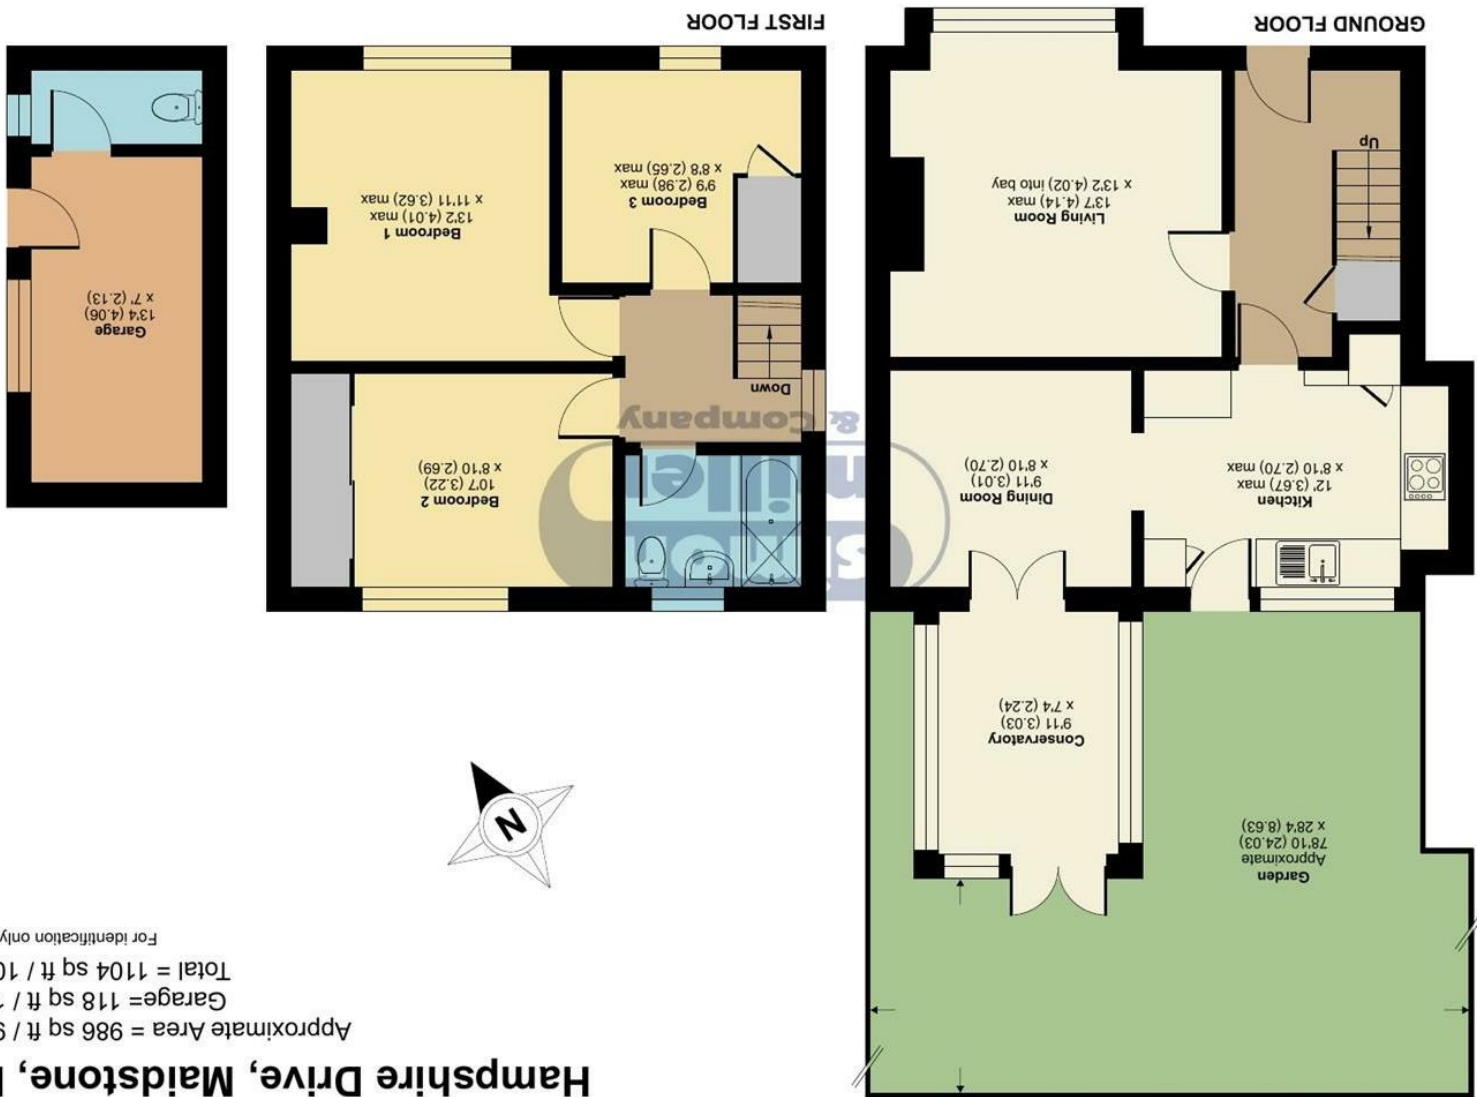 Hampshire Drive, Maidstone,
Approximate Area = 986 sq ft /
Garage= 118 sq ft /
Total = 1104 sq ft /
For identification only
Garden
Approximate
78'10 (24.03)
x 28'4 (8.63)
N
Conservatory
9'11 (3.03)
x 7'4 (2.24)
Kitchen
12' (3.67) max
x 8'10 (2.70) max
Dining Room
9'11 (3.01)
x 8'10 (2.70)
simon
miller
& Company
Up
Living Room
13'7 (4.14) max
x 13'2 (4.02) into bay
GROUND FLOOR
Bedroom 2
10'7 (3.22)
x 8'10 (2.69)
Down
Bedroom 3
9'9 (2.98) max
x 8'8 (2.65) max
Bedroom 1
13'2 (4.01) max
x 11'11 (3.62) max
FIRST FLOOR
Garage
13'4 (4.06)
x 7' (2.13)